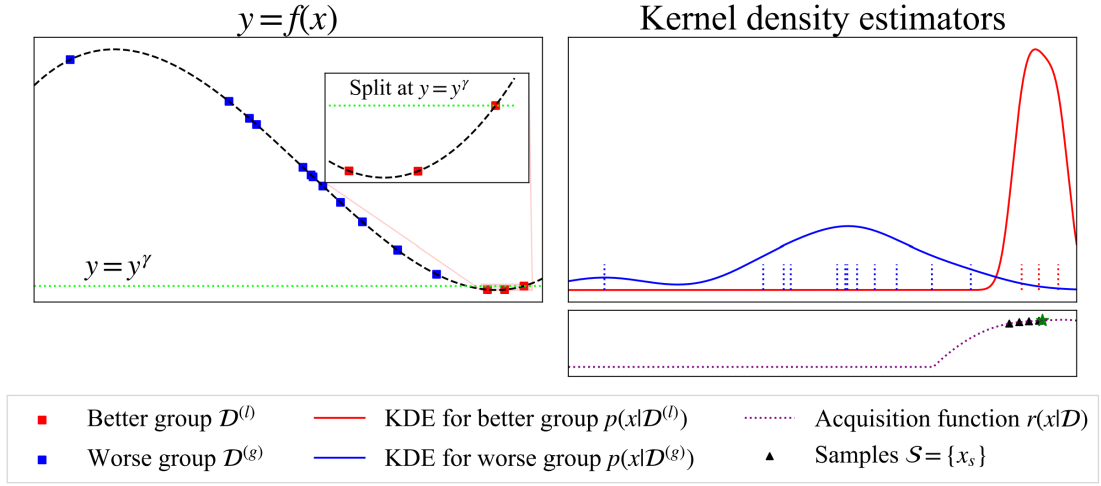 y = f(x)
Kernel density estimators
Split at y = y^γ
y = y^γ
Better group 𝒟^(l)
KDE for better group p(x|𝒟^(l))
Acquisition function r(x|𝒟)
Worse group 𝒟^(g)
KDE for worse group p(x|𝒟^(g))
Samples 𝒮 = {x_s}